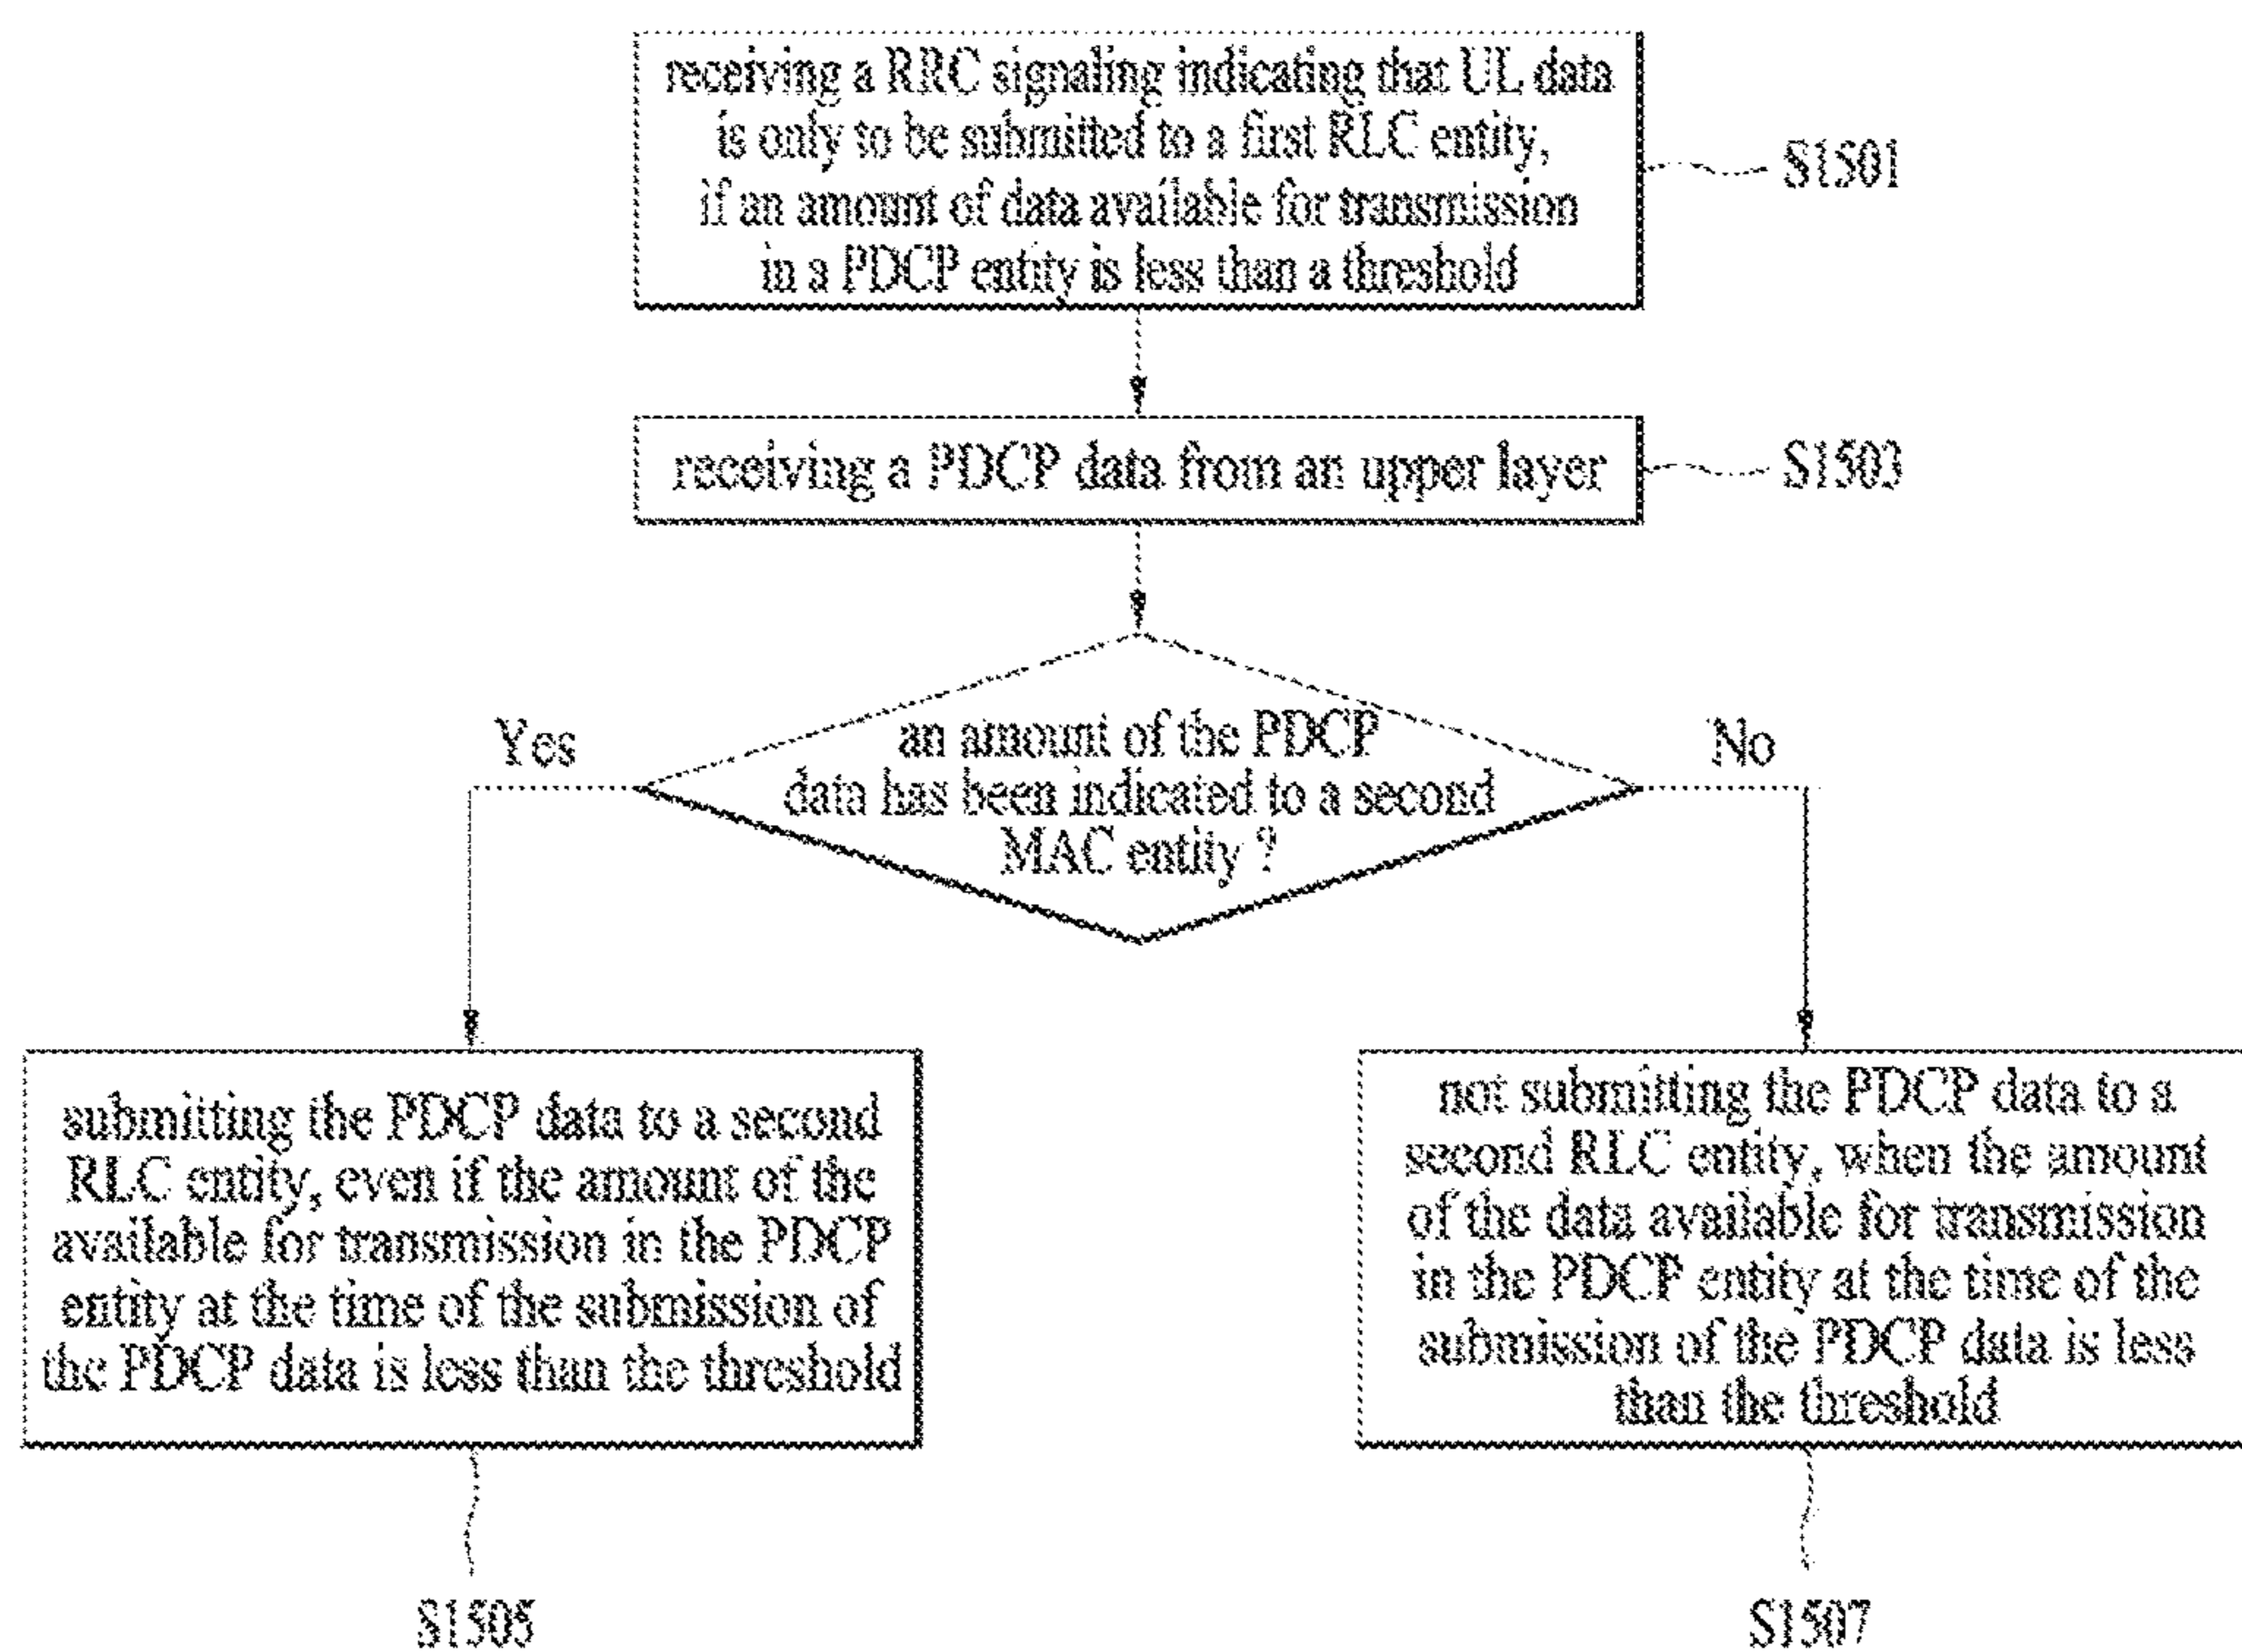 receiving a RRC signaling indicating that UL data
is only to be submitted to a first RLC entity,
if an amount of data available for transmission
in a PDCP entity is less than a threshold
S1501
receiving a PDCP data from an upper layer
S1503
an amount of the PDCP
data has been indicated to a second
MAC entity ?
Yes
No
submitting the PDCP data to a second
RLC entity, even if the amount of the
available for transmission in the PDCP
entity at the time of the submission of
the PDCP data is less than the threshold
S1505
not submitting the PDCP data to a
second RLC entity, when the amount
of the data available for transmission
in the PDCP entity at the time of the
submission of the PDCP data is less
than the threshold
S1507